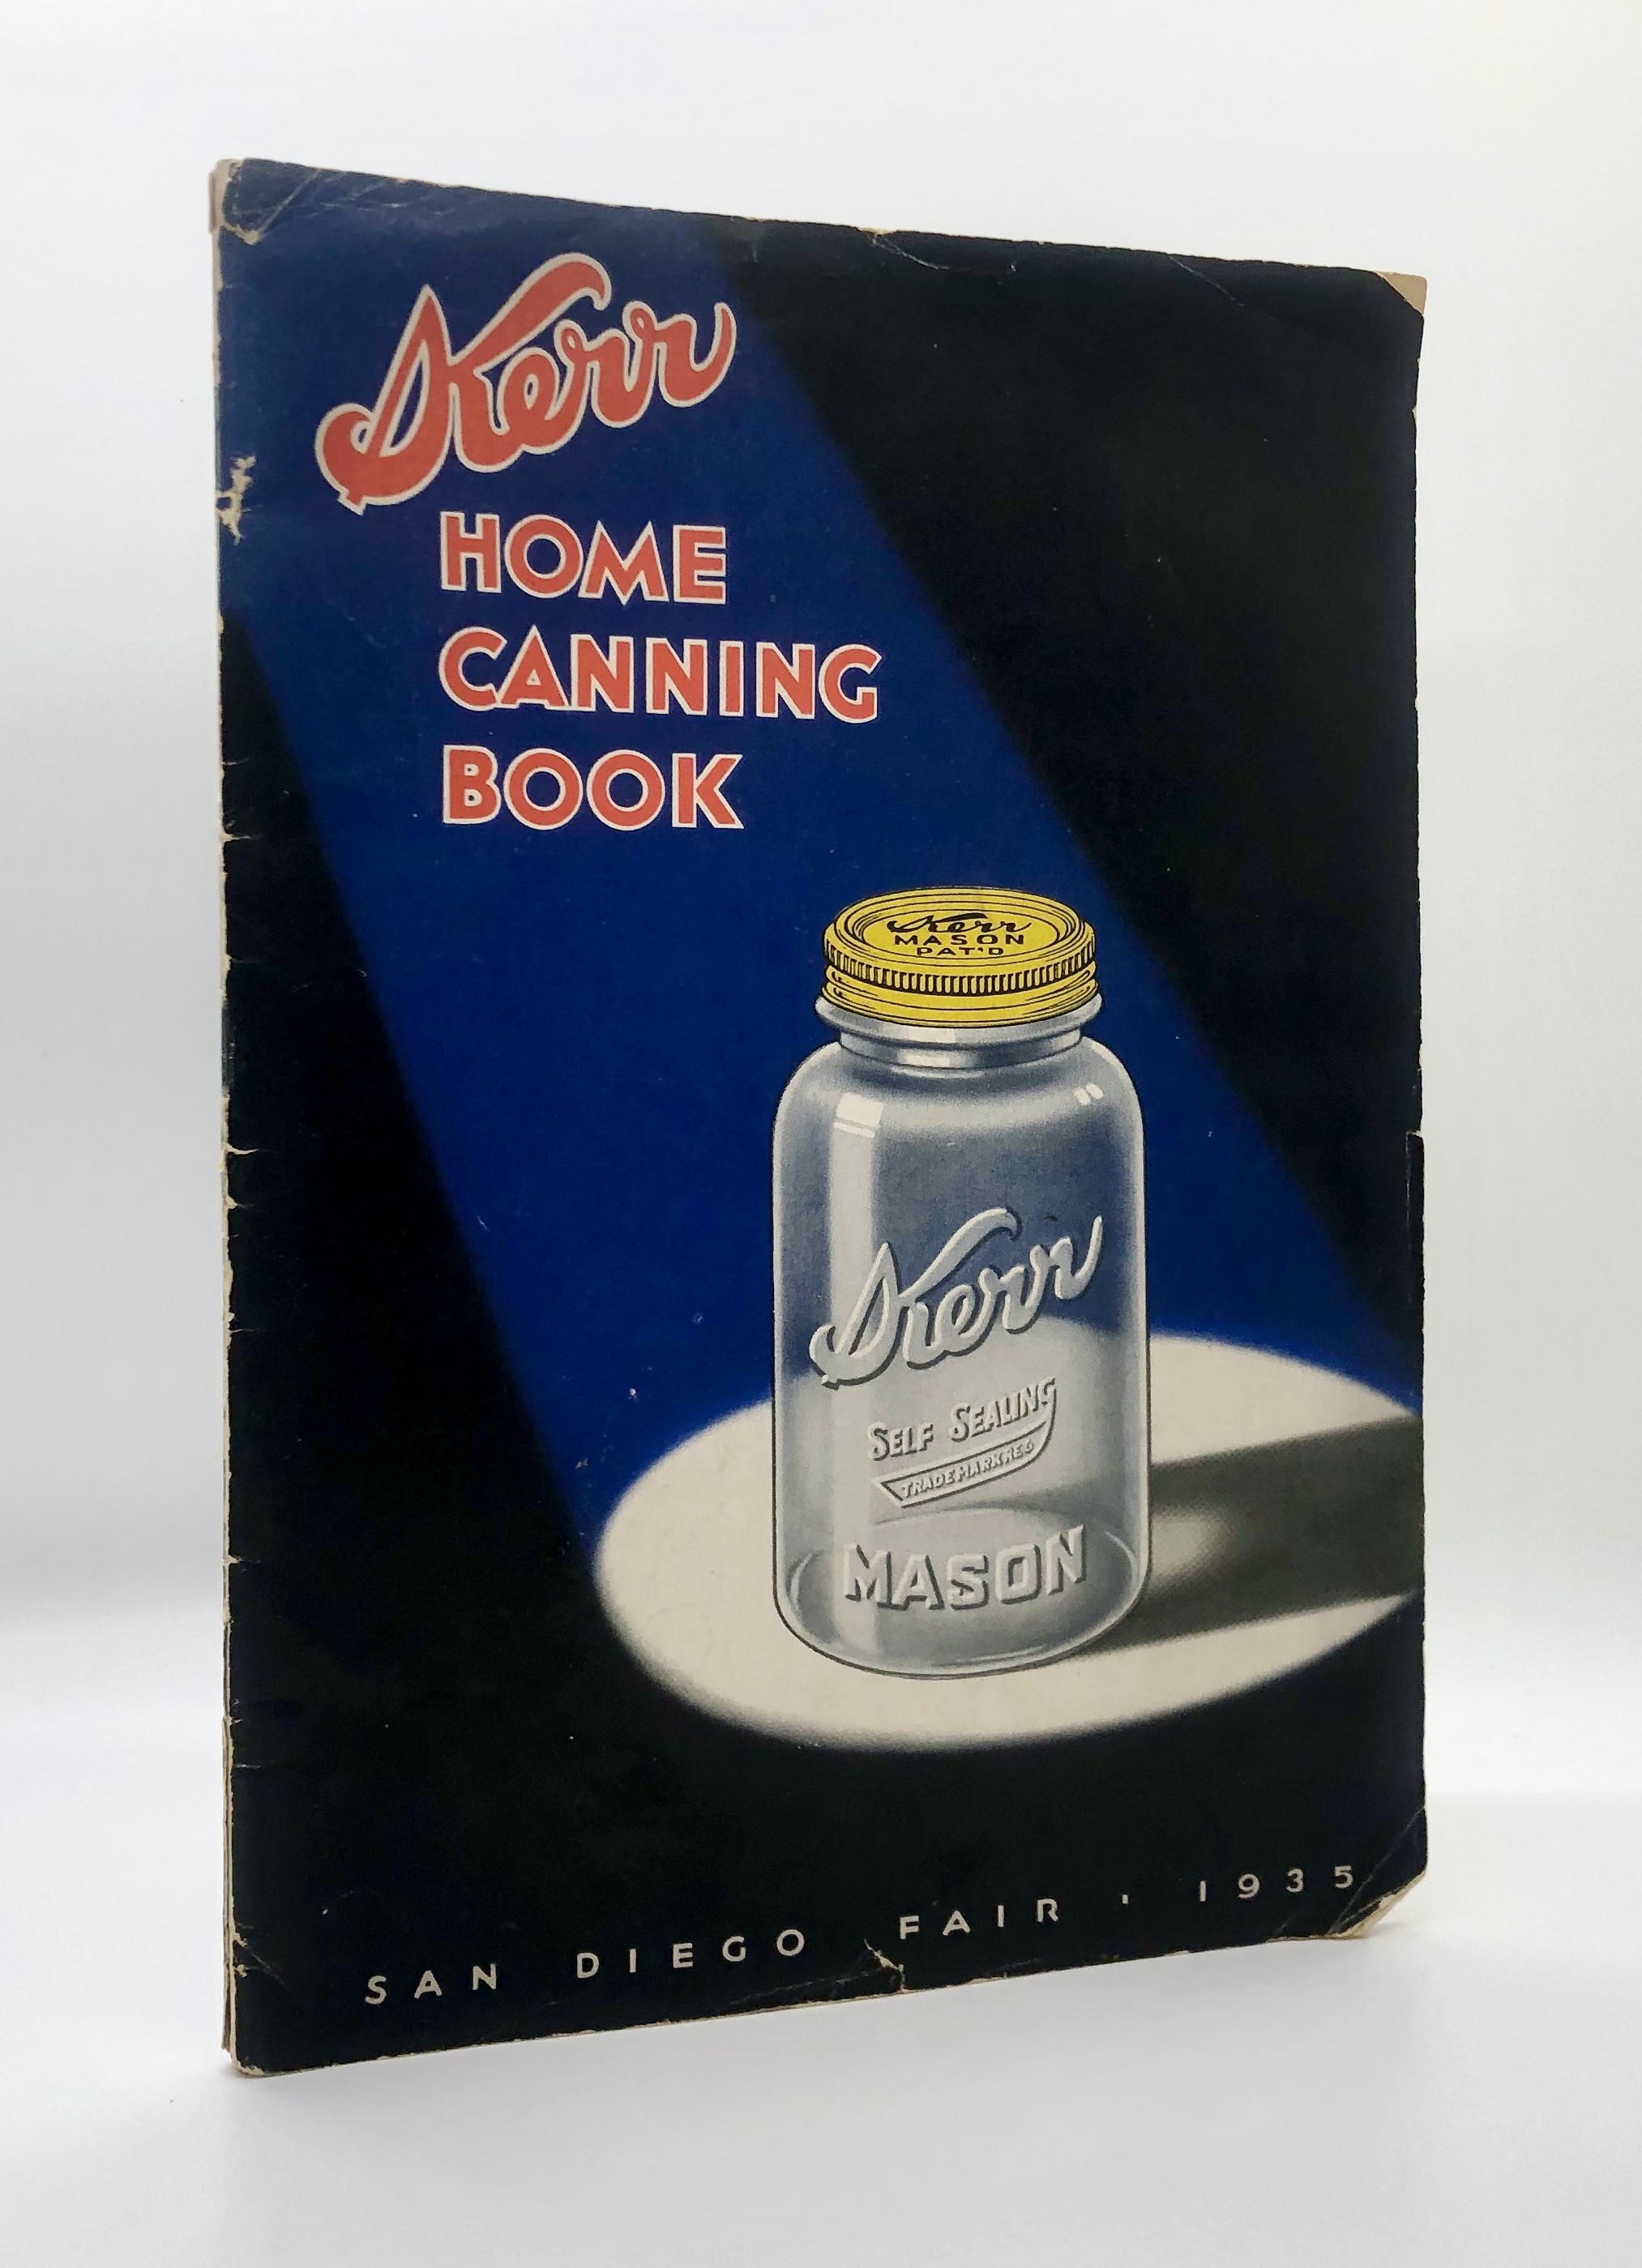 Kerr
HOME
CANNING
BOOK
Kerr
MASON
PAT'D
Kerr
SELF SEALING
TRADE MARK REG
MASON
SAN DIEGO FAIR · 1935